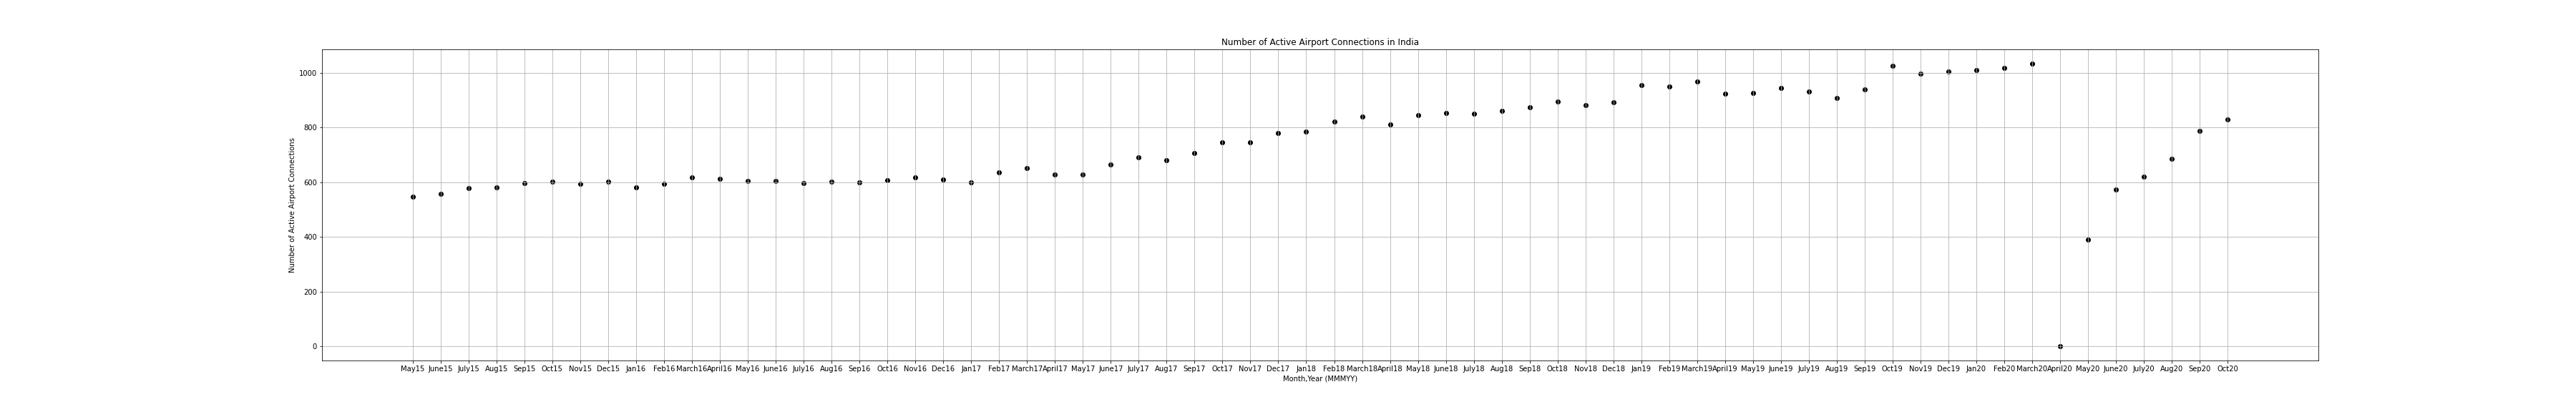 Number of Active Airport Connections in India
Number of Active Airport Connections
1000
800
600
400
200
0
May15 June15 July15 Aug15 Sep15 Oct15 Nov15 Dec15 Jan16 Feb16 March16 April16 May16 June16 July16 Aug16 Sep16 Oct16 Nov16 Dec16 Jan17 Feb17 March17 April17 May17 June17 July17 Aug17 Sep17 Oct17 Nov17 Dec17 Jan18 Feb18 March18 April18 May18 June18 July18 Aug18 Sep18 Oct18 Nov18 Dec18 Jan19 Feb19 March19 April19 May19 June19 July19 Aug19 Sep19 Oct19 Nov19 Dec19 Jan20 Feb20 March20 April20 May20 June20 July20 Aug20 Sep20 Oct20
Month,Year (MMMYY)